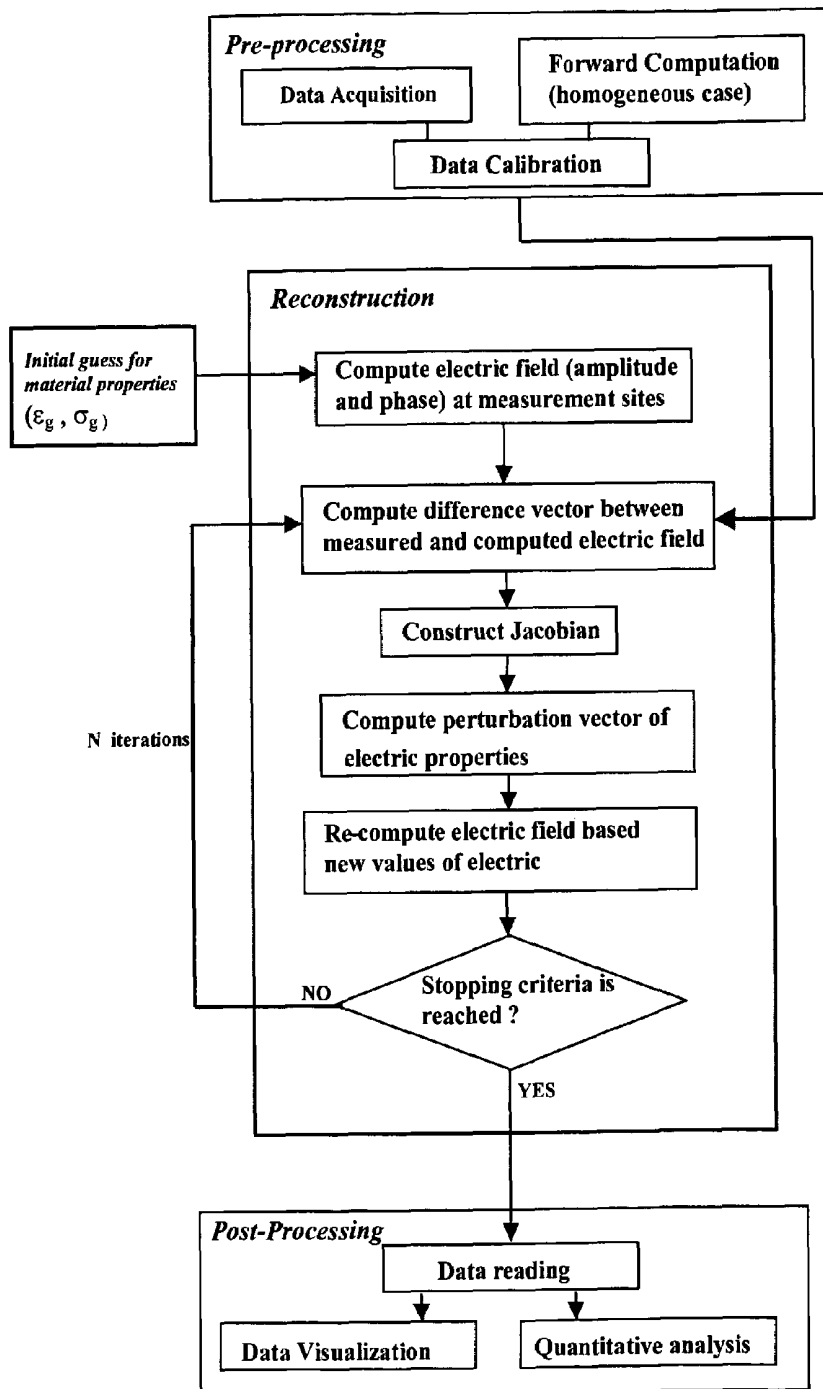 Pre-processing
Data Acquisition
Forward Computation
(homogeneous case)
Data Calibration
Reconstruction
Initial guess for
material properties
(εg , σg)
Compute electric field (amplitude
and phase) at measurement sites
Compute difference vector between
measured and computed electric field
Construct Jacobian
Compute perturbation vector of
electric properties
N iterations
Re-compute electric field based
new values of electric
NO
Stopping criteria is
reached ?
YES
Post-Processing
Data reading
Data Visualization
Quantitative analysis